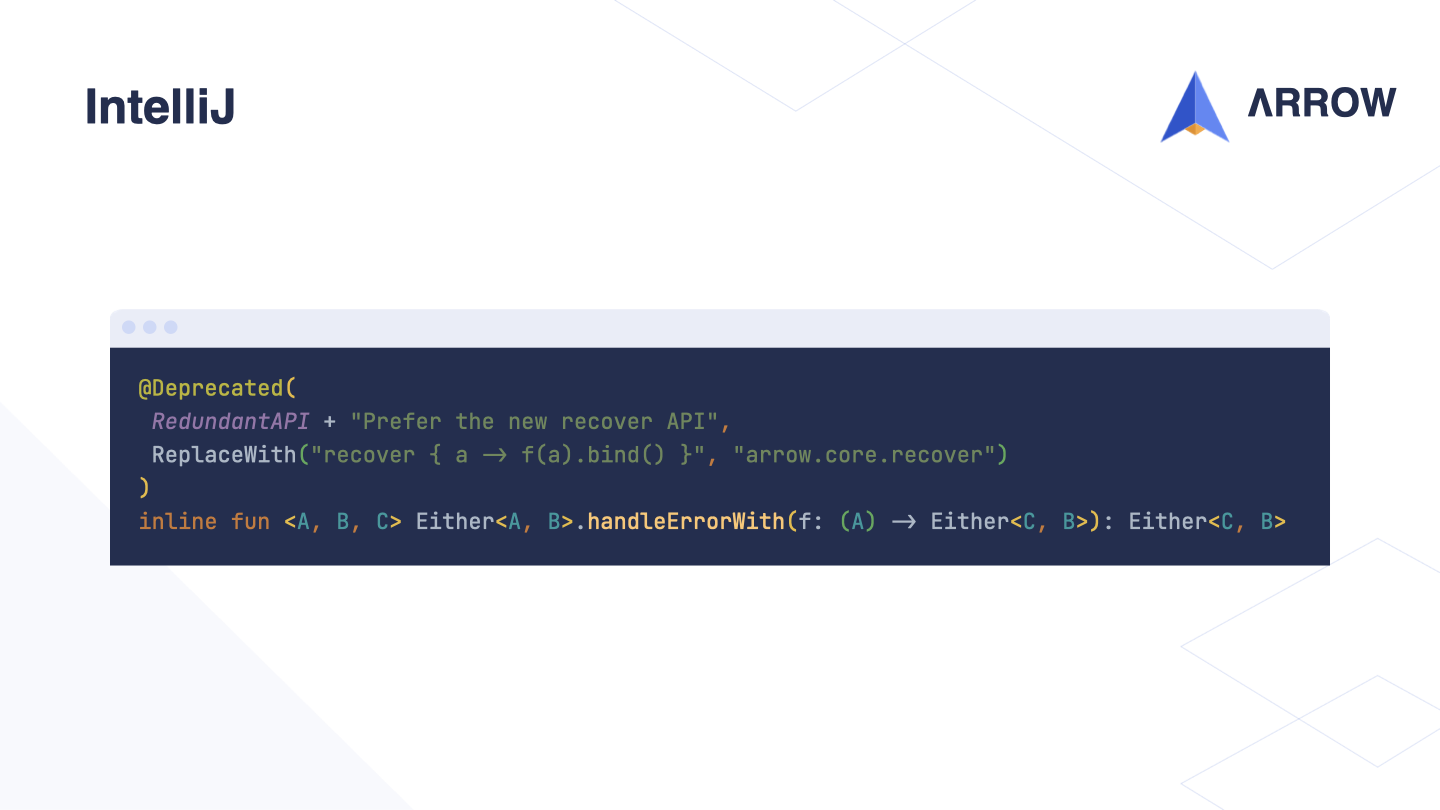 IntelliJ
ΛRROW
@Deprecated(
 RedundantAPI + "Prefer the new recover API",
 ReplaceWith("recover { a -> f(a).bind() }", "arrow.core.recover")
)
inline fun <A, B, C> Either<A, B>.handleErrorWith(f: (A) -> Either<C, B>): Either<C, B>